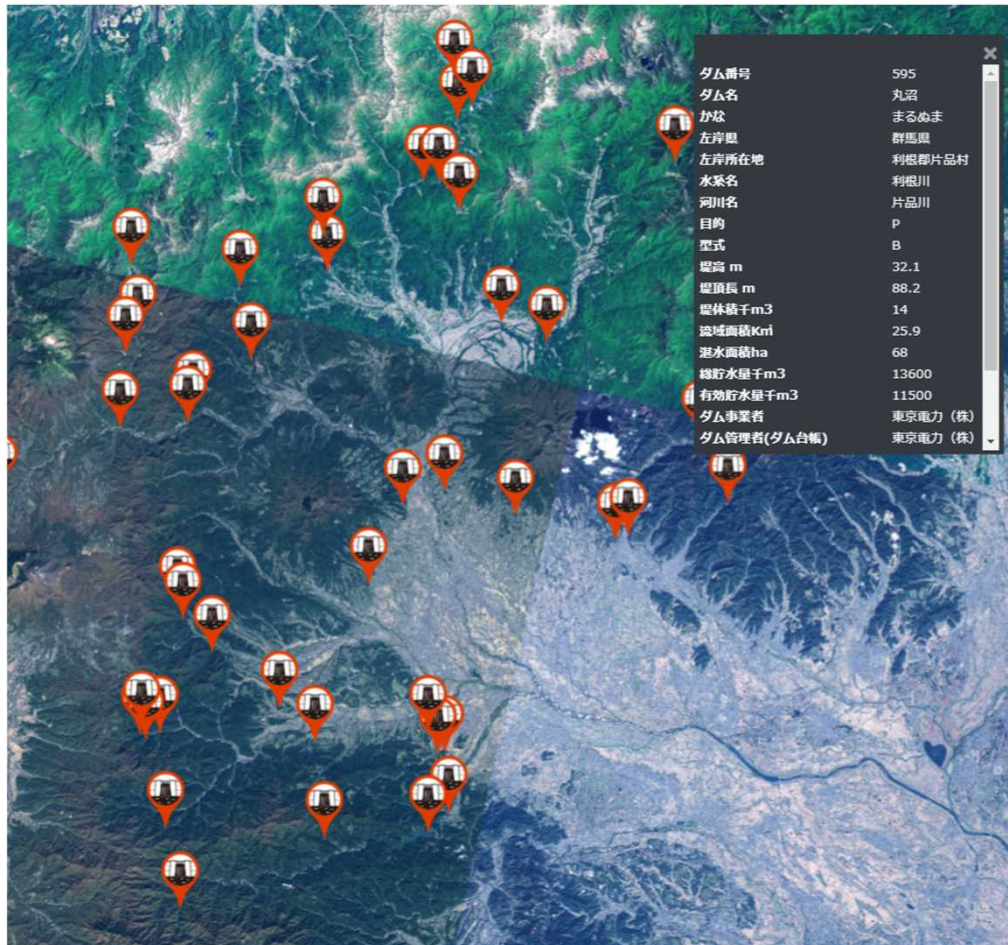 ダム番号 595
ダム名 丸沼
かな まるぬま
左岸県 群馬県
左岸所在地 利根郡片品村
水系名 利根川
河川名 片品川
目的 P
型式 B
堤高 m 32.1
堤頂長 m 88.2
堤体積千m3 14
流域面積K㎡ 25.9
湛水面積ha 68
総貯水量千m3 13600
有効貯水量千m3 11500
ダム事業者 東京電力（株）
ダム管理者(ダム台帳) 東京電力（株）